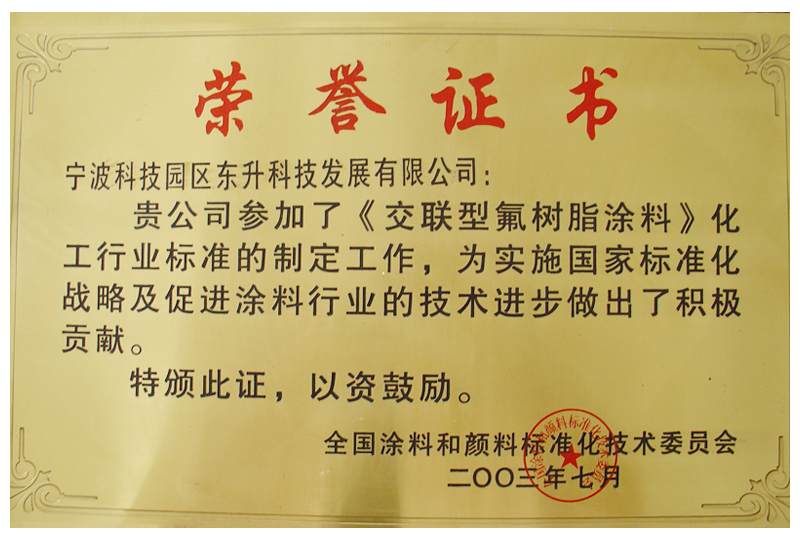 荣誉证书
宁波科技园区东升科技发展有限公司：
贵公司参加了《交联型氟树脂涂料》化
工行业标准的制定工作，为实施国家标准化
战略及促进涂料行业的技术进步做出了积极
贡献。
特颁此证，以资鼓励。
全国涂料和颜料标准化技术委员会
二〇〇三年七月